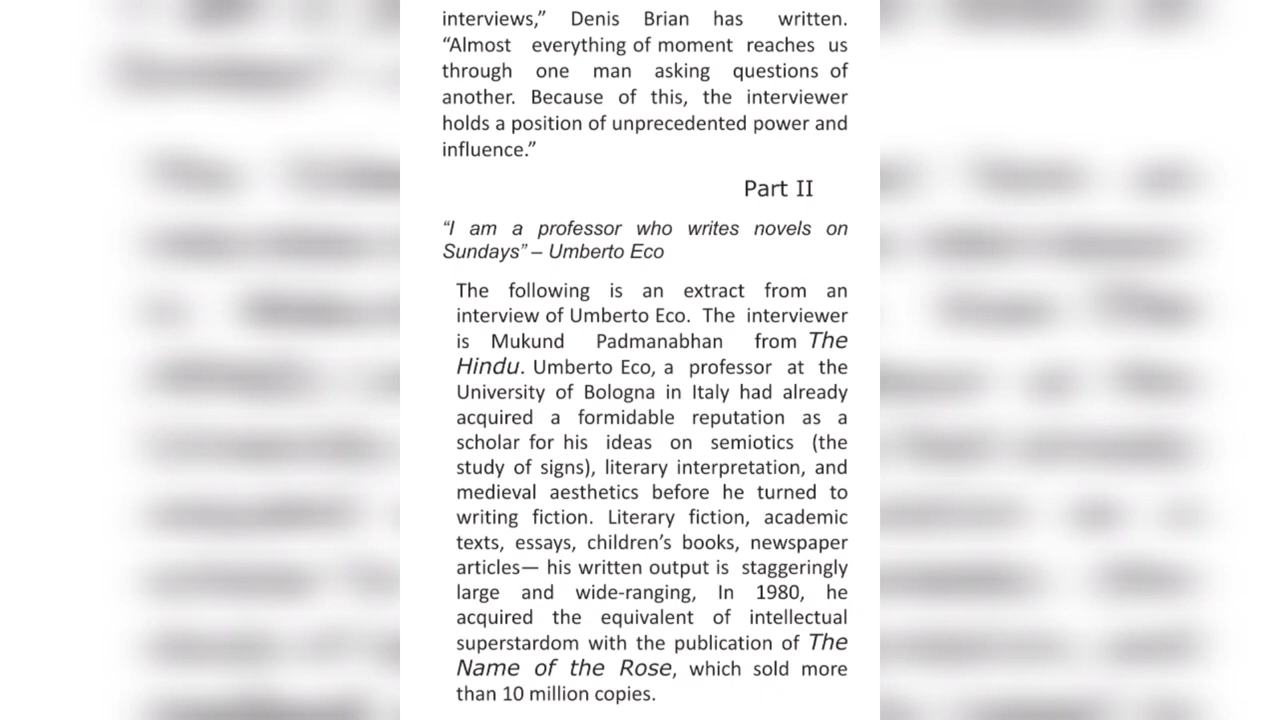 interviews,” Denis Brian has written.
“Almost everything of moment reaches us
through one man asking questions of
another. Because of this, the interviewer
holds a position of unprecedented power and
influence.”
Part II
“I am a professor who writes novels on
Sundays” – Umberto Eco
The following is an extract from an
interview of Umberto Eco. The interviewer
is Mukund Padmanabhan from The
Hindu. Umberto Eco, a professor at the
University of Bologna in Italy had already
acquired a formidable reputation as a
scholar for his ideas on semiotics (the
study of signs), literary interpretation, and
medieval aesthetics before he turned to
writing fiction. Literary fiction, academic
texts, essays, children’s books, newspaper
articles— his written output is staggeringly
large and wide-ranging, In 1980, he
acquired the equivalent of intellectual
superstardom with the publication of The
Name of the Rose, which sold more
than 10 million copies.